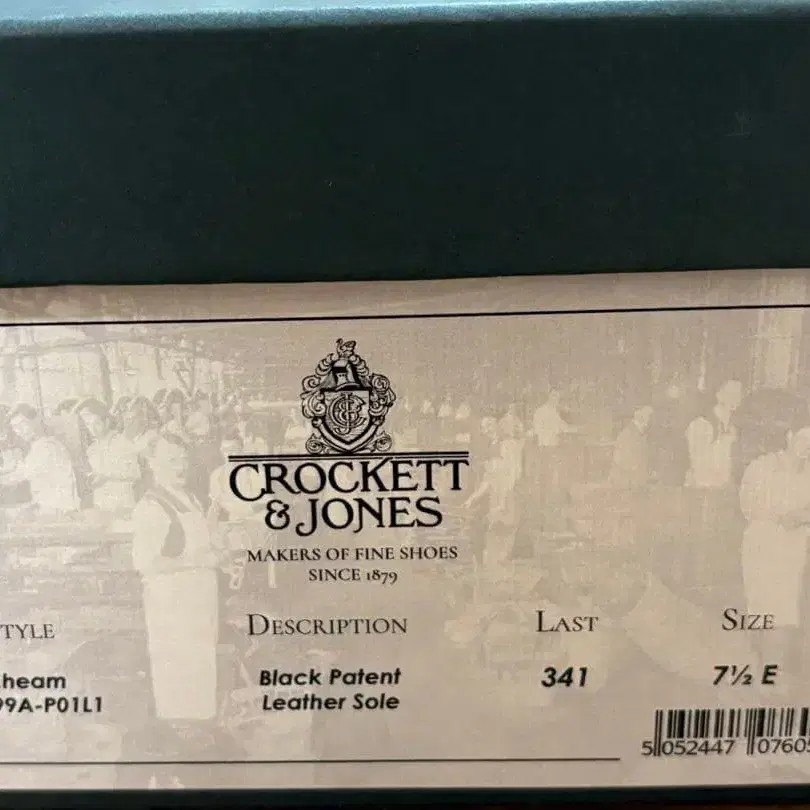 CROCKETT
& JONES
MAKERS OF FINE SHOES
SINCE 1879
TYLE DESCRIPTION LAST SIZE
heam Black Patent 341 7½ E
99A-P01L1 Leather Sole
5 052447 07605